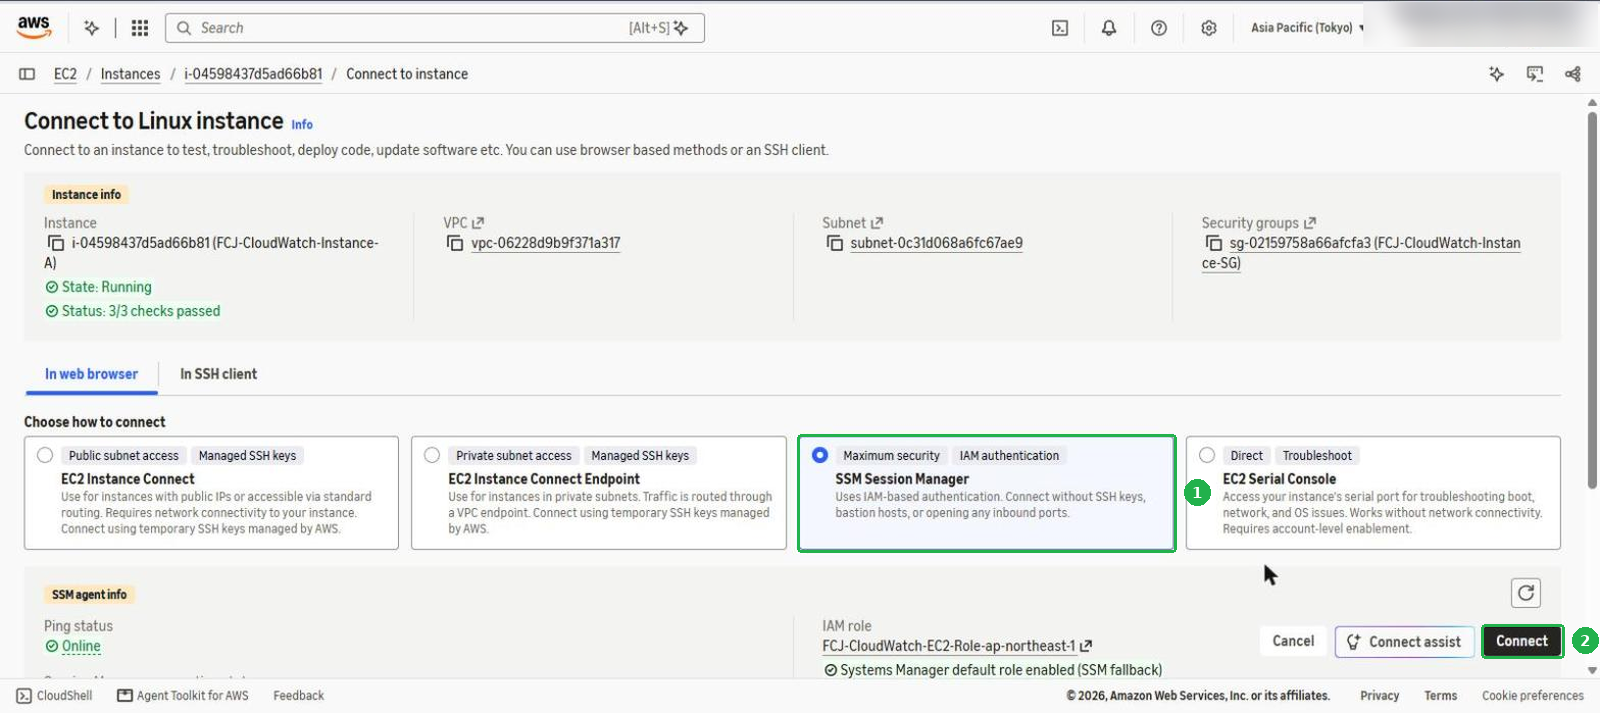 aws
Search
[Alt+S]
Asia Pacific (Tokyo)
EC2 / Instances / i-04598437d5ad66b81 / Connect to instance
Connect to Linux instance Info
Connect to an instance to test, troubleshoot, deploy code, update software etc. You can use browser based methods or an SSH client.
Instance info
Instance
i-04598437d5ad66b81 (FCJ-CloudWatch-Instance-
A)
State: Running
Status: 3/3 checks passed
VPC
vpc-06228d9b9f371a317
Subnet
subnet-0c31d068a6fc67ae9
Security groups
sg-02159758a66afcfa3 (FCJ-CloudWatch-Instan
ce-SG)
In web browser
In SSH client
Choose how to connect
Public subnet access Managed SSH keys
EC2 Instance Connect
Use for instances with public IPs or accessible via standard
routing. Requires network connectivity to your instance.
Connect using temporary SSH keys managed by AWS.
Private subnet access Managed SSH keys
EC2 Instance Connect Endpoint
Use for instances in private subnets. Traffic is routed through
a VPC endpoint. Connect using temporary SSH keys managed
by AWS.
Maximum security IAM authentication
SSM Session Manager
Uses IAM-based authentication. Connect without SSH keys,
bastion hosts, or opening any inbound ports.
1
Direct Troubleshoot
EC2 Serial Console
Access your instance's serial port for troubleshooting boot,
network, and OS issues. Works without network connectivity.
Requires account-level enablement.
SSM agent info
Ping status
Online
IAM role
FCJ-CloudWatch-EC2-Role-ap-northeast-1
Systems Manager default role enabled (SSM fallback)
Cancel
Connect assist
Connect
2
CloudShell
Agent Toolkit for AWS
Feedback
© 2026, Amazon Web Services, Inc. or its affiliates.
Privacy
Terms
Cookie preferences